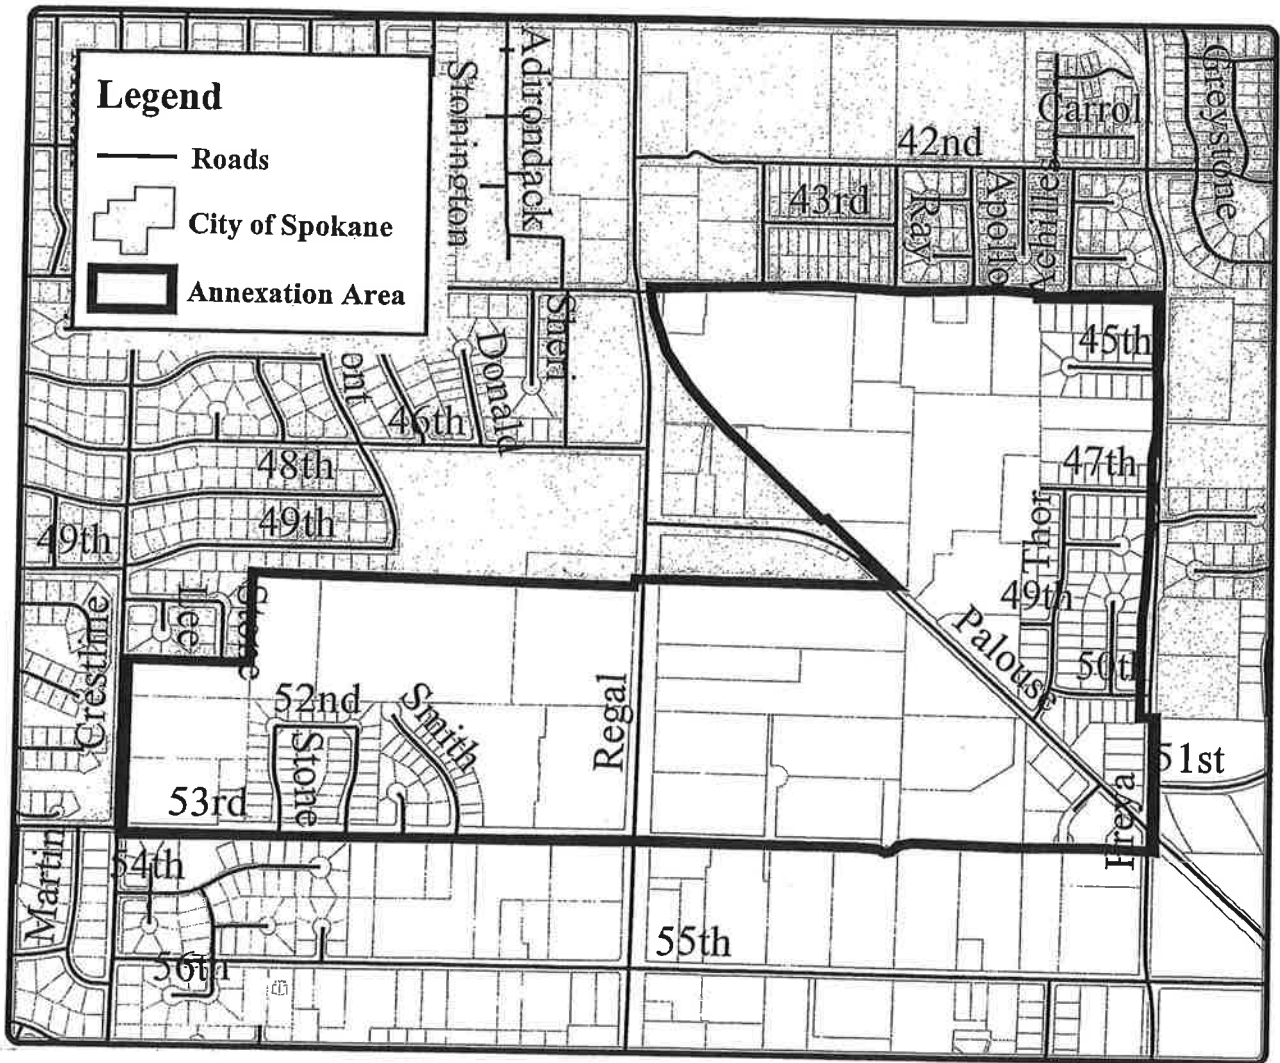 Legend
Roads
City of Spokane
Annexation Area
Stonington
Adirondack
Carrol
Greystone
42nd
43rd
Ray
Apollo
Achilles
Sheri
Donald
ont
46th
48th
49th
49th
45th
47th
Thor
49th
50th
Palouse
Crestline
Lee
Stone
52nd
Smith
Stone
53rd
Regal
51st
Freya
Martin
54th
55th
56th